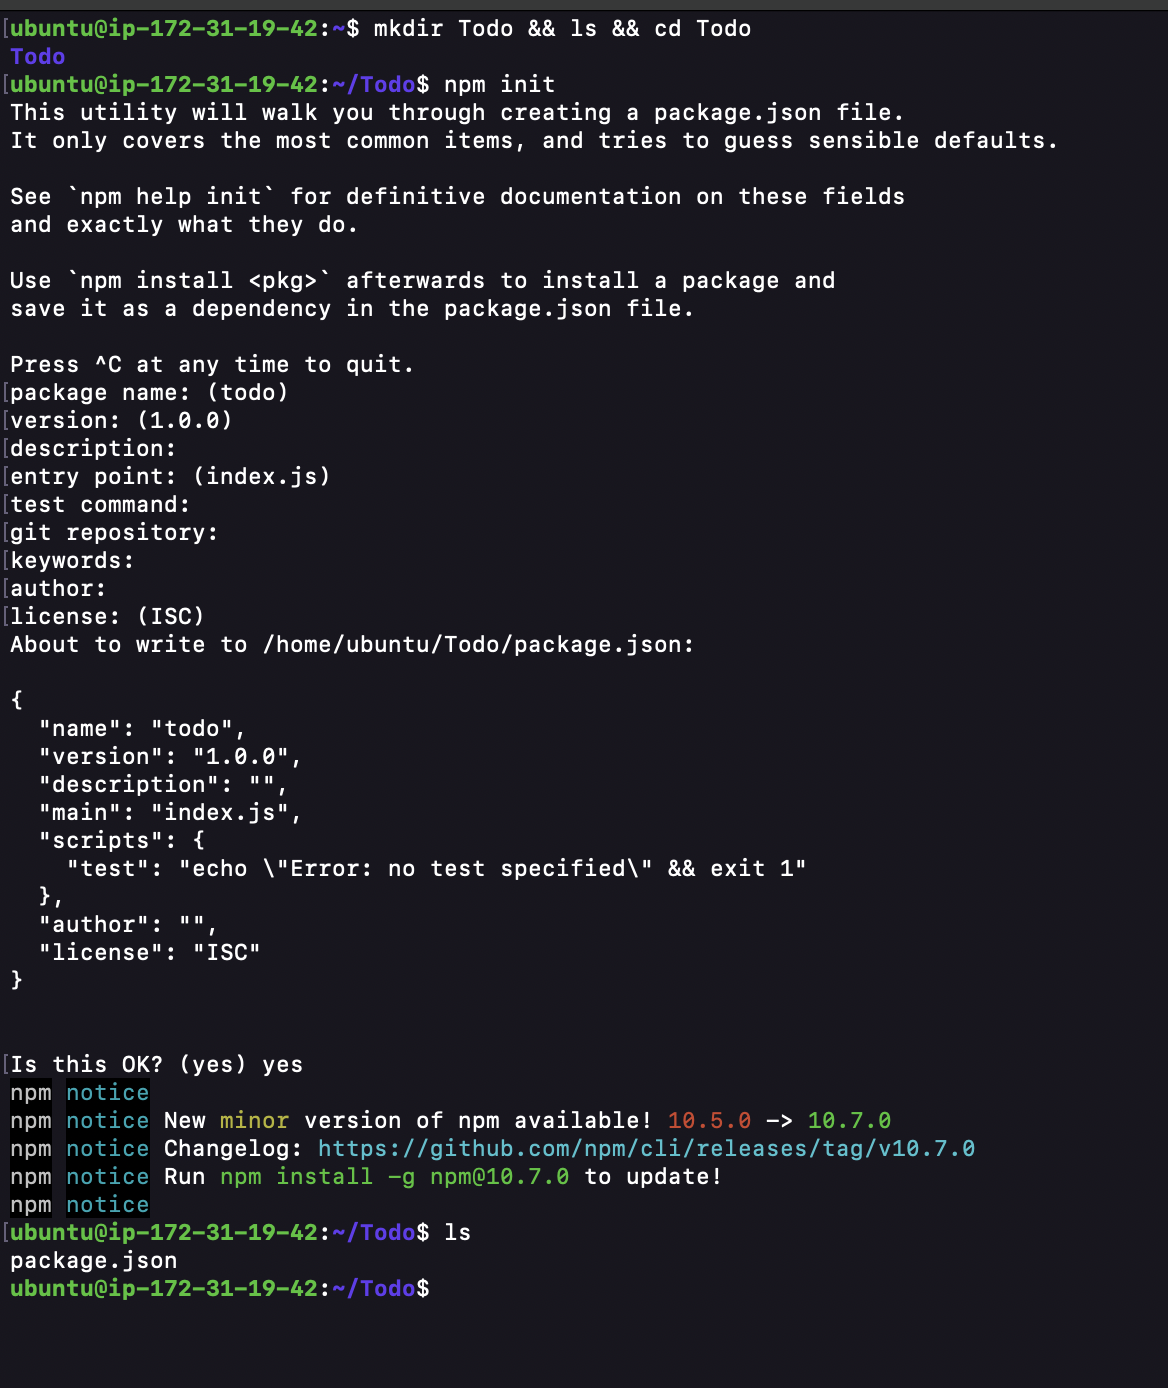 [ubuntu@ip-172-31-19-42:~$ mkdir Todo && ls && cd Todo
Todo
[ubuntu@ip-172-31-19-42:~/Todo$ npm init
This utility will walk you through creating a package.json file.
It only covers the most common items, and tries to guess sensible defaults.

See `npm help init` for definitive documentation on these fields
and exactly what they do.

Use `npm install <pkg>` afterwards to install a package and
save it as a dependency in the package.json file.

Press ^C at any time to quit.
[package name: (todo)
[version: (1.0.0)
[description:
[entry point: (index.js)
[test command:
[git repository:
[keywords:
[author:
[license: (ISC)
About to write to /home/ubuntu/Todo/package.json:

{
  "name": "todo",
  "version": "1.0.0",
  "description": "",
  "main": "index.js",
  "scripts": {
    "test": "echo \"Error: no test specified\" && exit 1"
  },
  "author": "",
  "license": "ISC"
}

[Is this OK? (yes) yes
npm notice
npm notice New minor version of npm available! 10.5.0 -> 10.7.0
npm notice Changelog: https://github.com/npm/cli/releases/tag/v10.7.0
npm notice Run npm install -g npm@10.7.0 to update!
npm notice
[ubuntu@ip-172-31-19-42:~/Todo$ ls
package.json
ubuntu@ip-172-31-19-42:~/Todo$